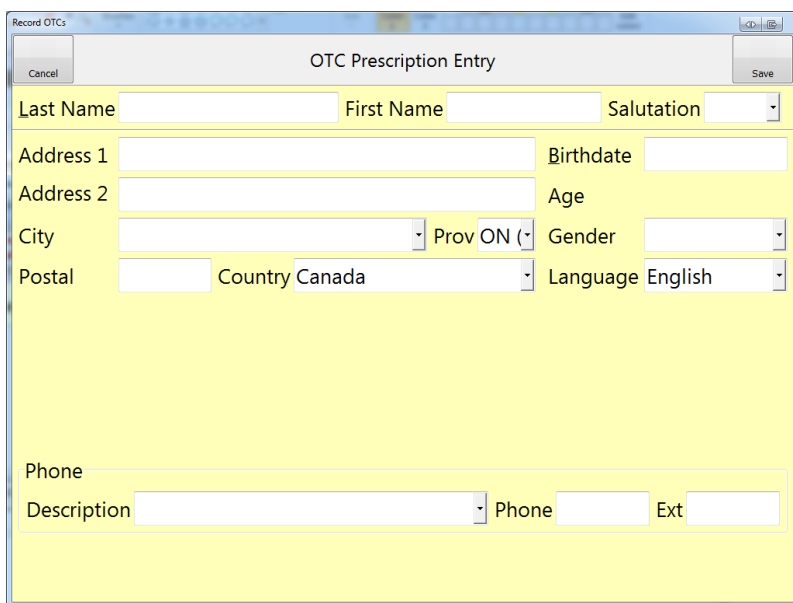 Record OTCs
Cancel OTC Prescription Entry Save
Last Name First Name Salutation
Address 1 Birthdate
Address 2 Age
City Prov ON ( Gender
Postal Country Canada Language English
Phone
Description Phone Ext